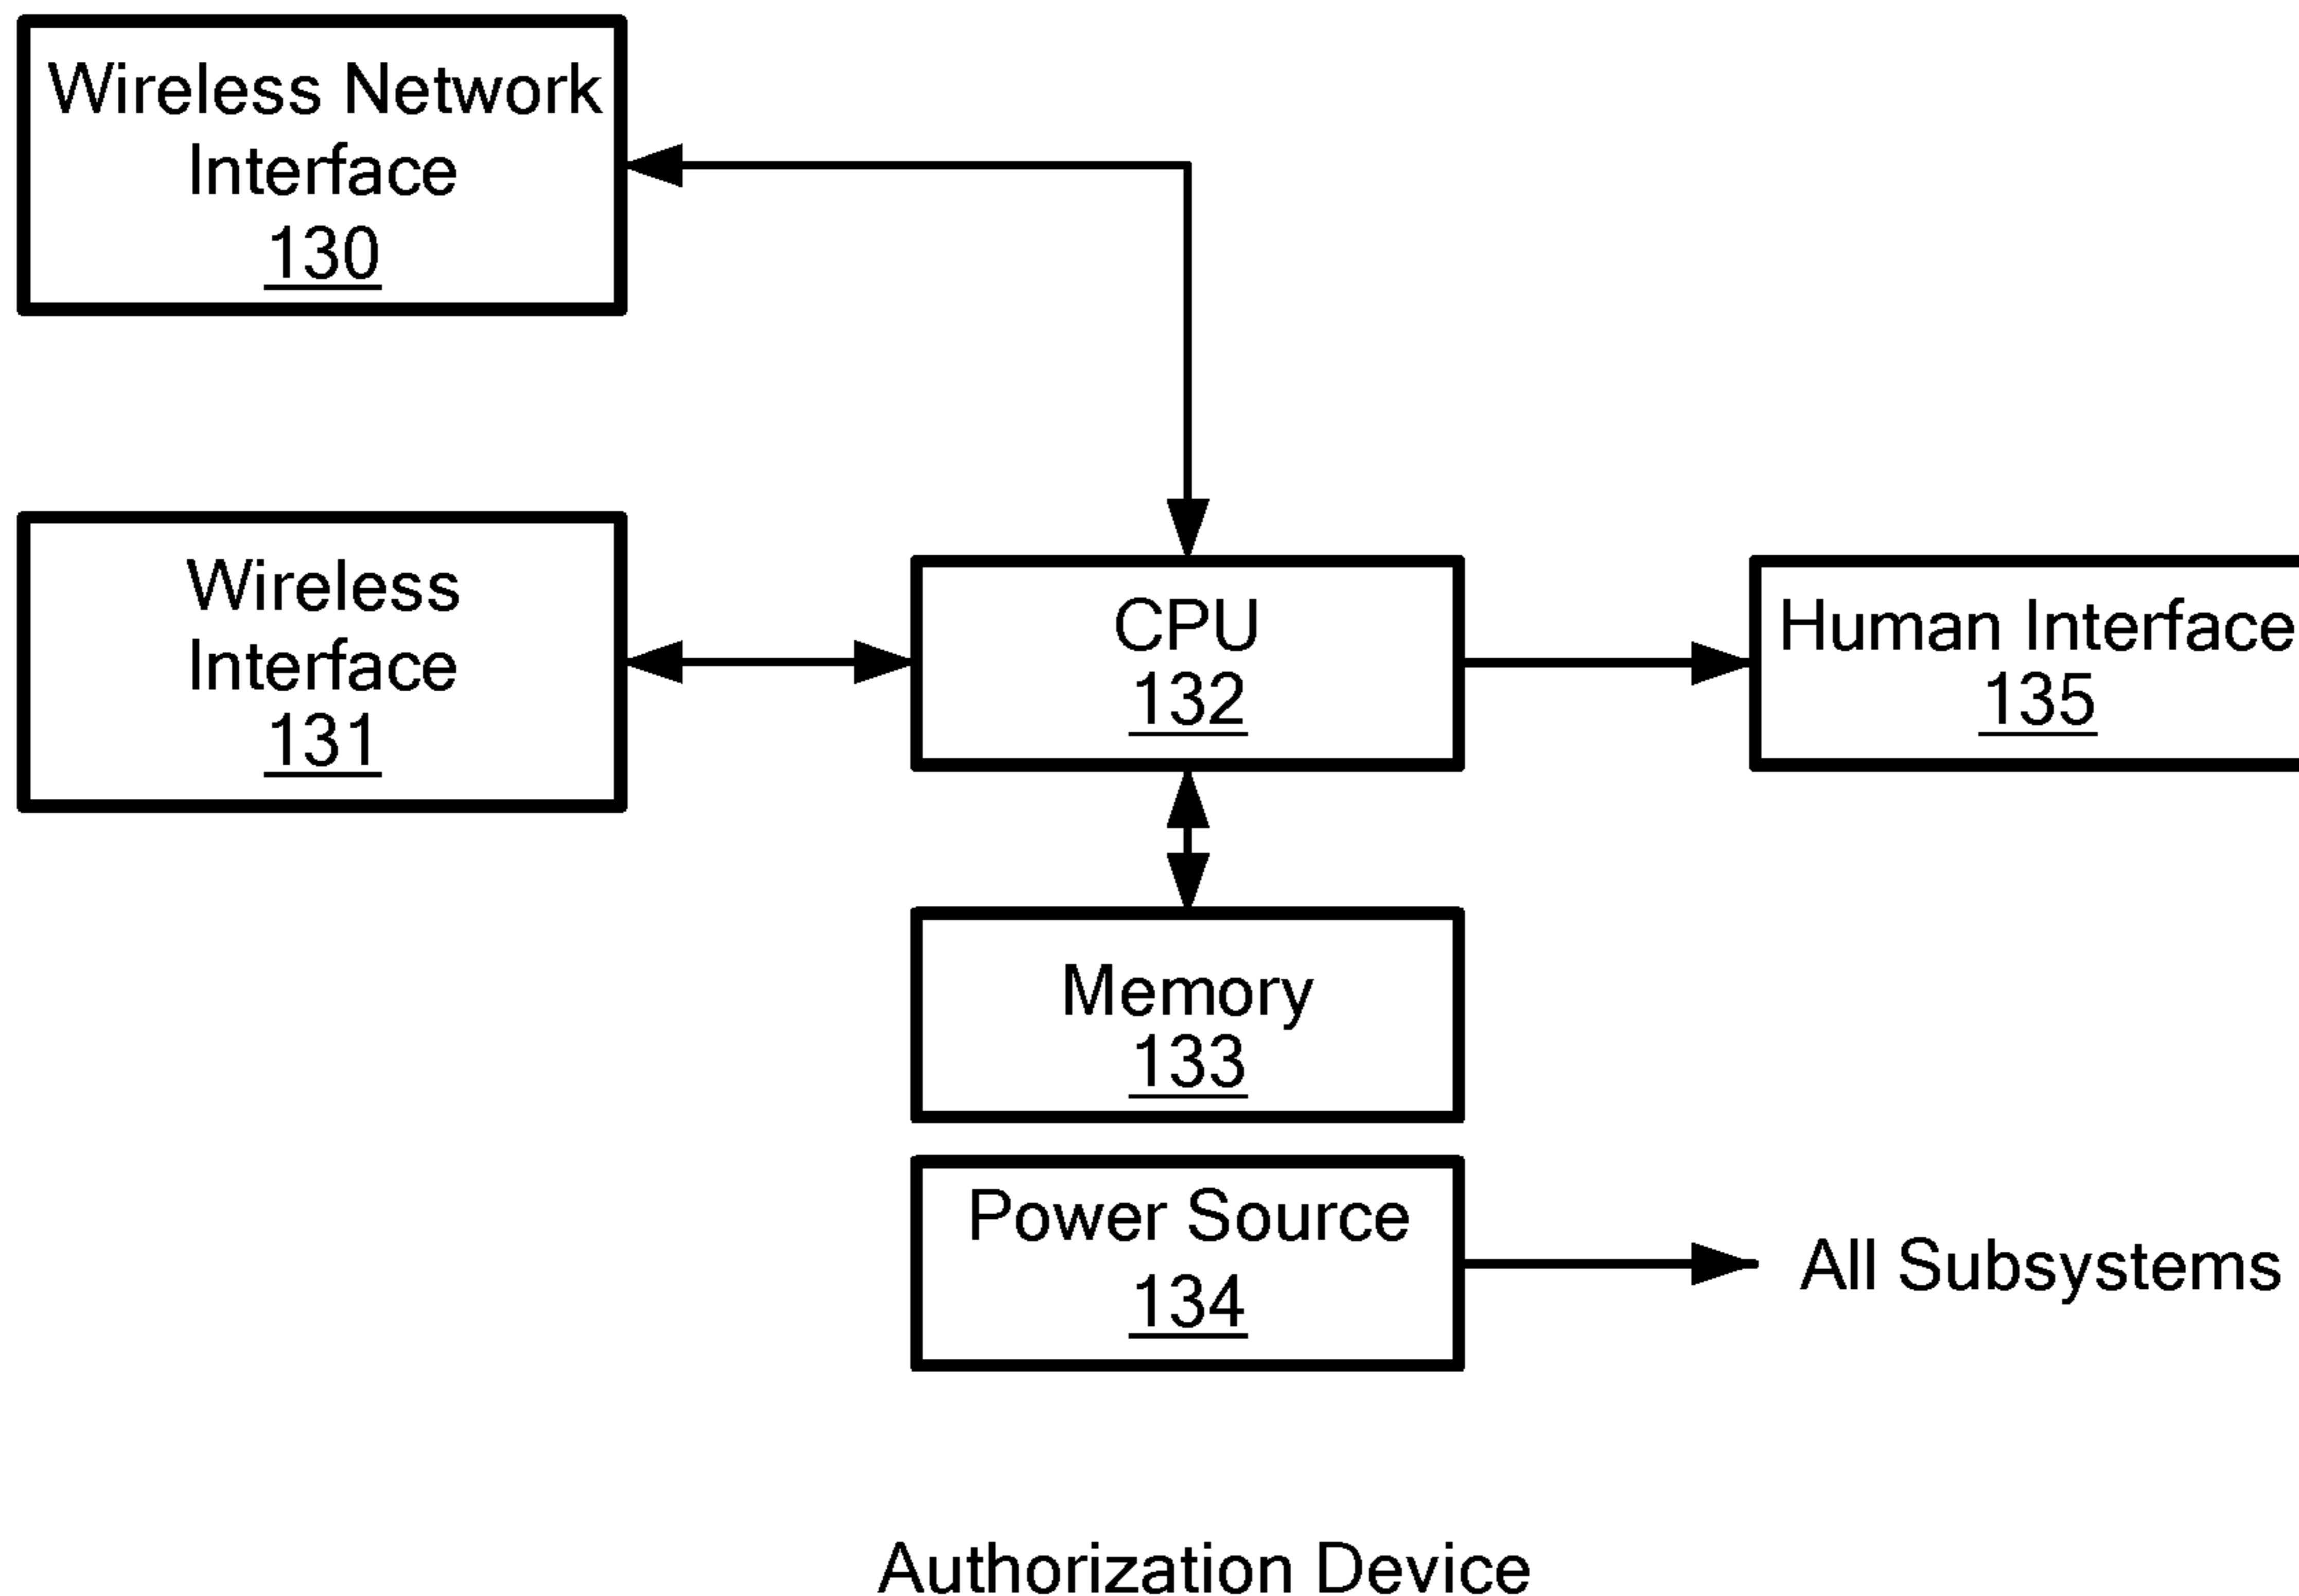 Wireless Network
Interface
130
Wireless
Interface
131
CPU
132
Human Interface
135
Memory
133
Power Source
134
All Subsystems
Authorization Device